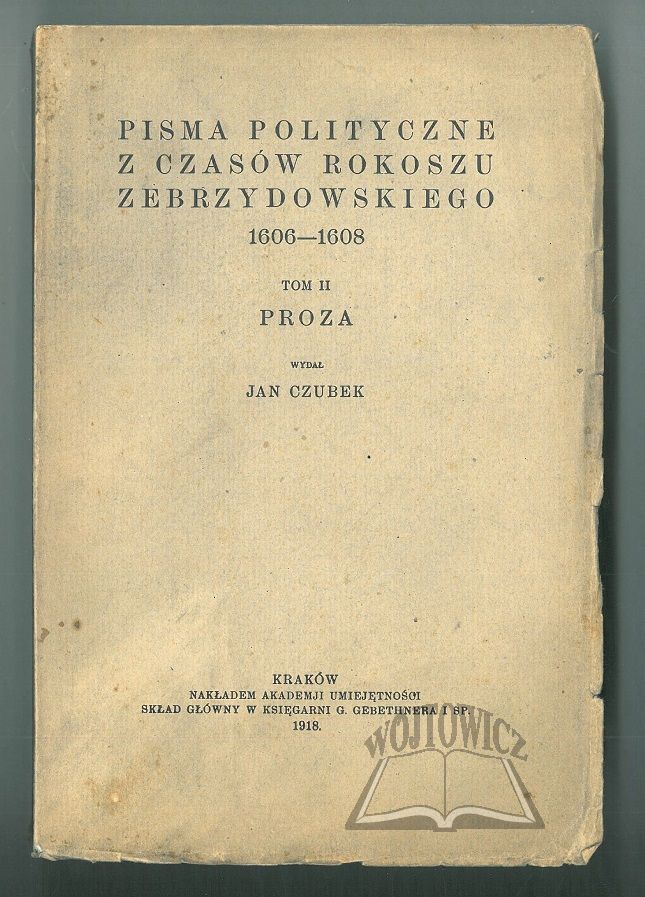 PISMA POLITYCZNE
Z CZASÓW ROKOSZU
ZEBRZYDOWSKIEGO
1606—1608
TOM II
PROZA
WYDAŁ
JAN CZUBEK
KRAKÓW
NAKŁADEM AKADEMJI UMIEJĘTNOŚCI
SKŁAD GŁÓWNY W KSIĘGARNI G. GEBETHNERA I SP.
1918.
WÓJTOWICZ